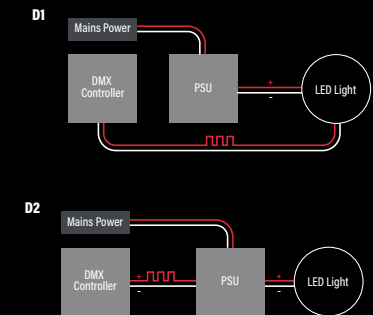 D1
Mains Power
DMX
Controller
PSU
+
-
LED Light
D2
Mains Power
DMX
Controller
+
-
PSU
+
-
LED Light